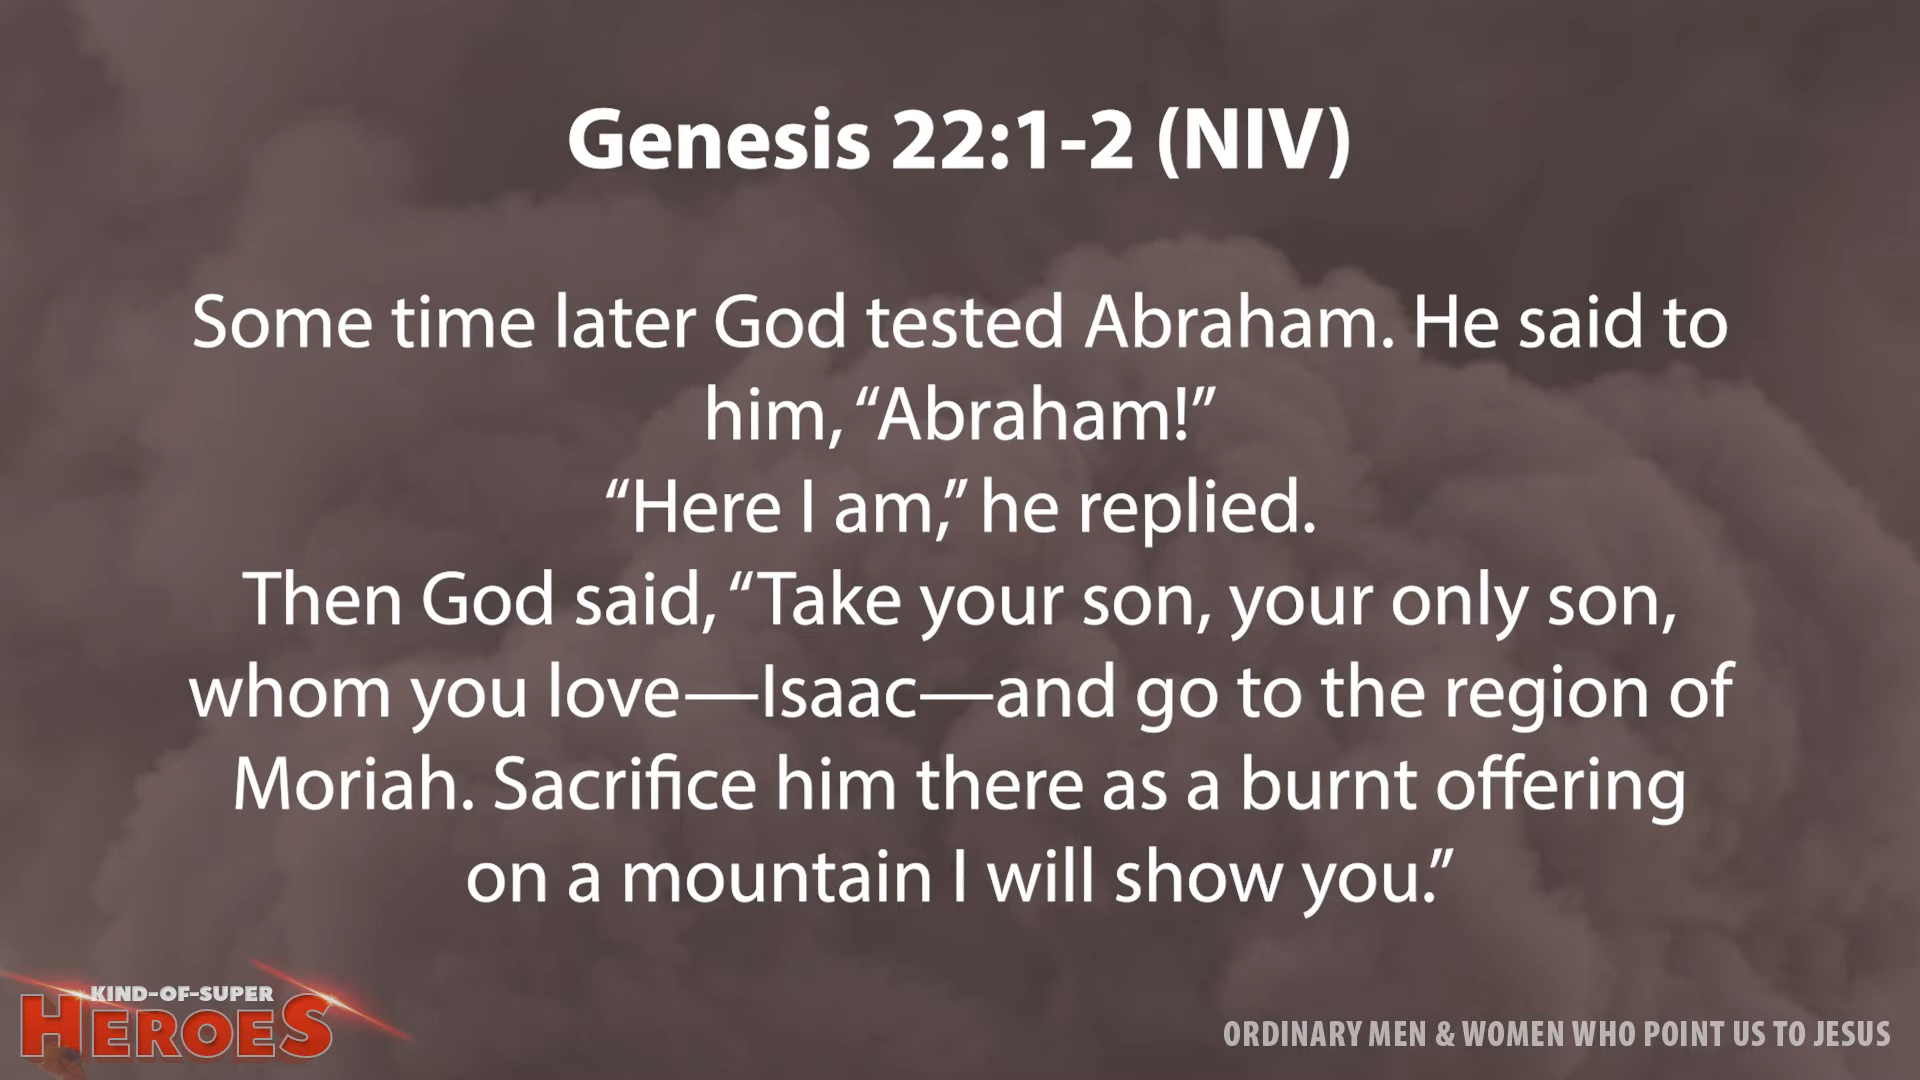 Genesis 22:1-2 (NIV)
Some time later God tested Abraham. He said to
him, “Abraham!”
“Here I am,” he replied.
Then God said, “Take your son, your only son,
whom you love—Isaac—and go to the region of
Moriah. Sacrifice him there as a burnt offering
on a mountain I will show you.”
KIND-OF-SUPER
HEROES
ORDINARY MEN & WOMEN WHO POINT US TO JESUS